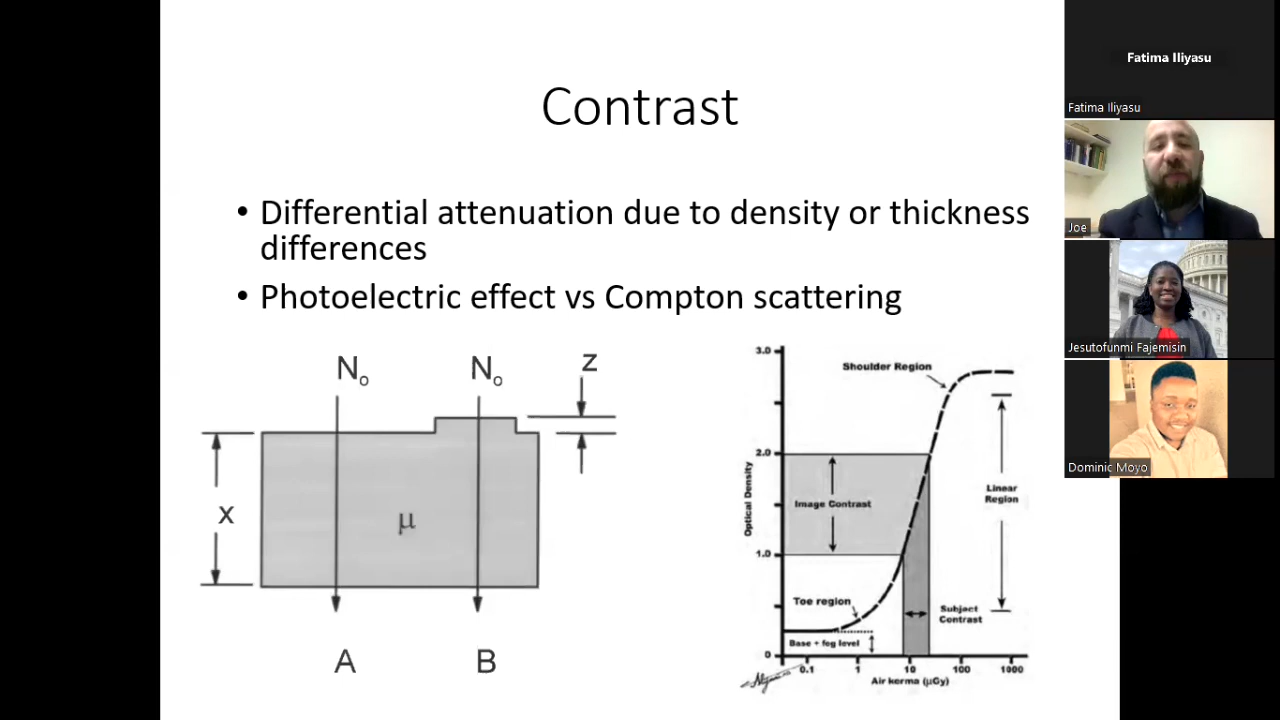 Contrast
• Differential attenuation due to density or thickness
differences
• Photoelectric effect vs Compton scattering
No
No
z
x
μ
A
B
3.0
2.0
1.0
0
Optical Density
Shoulder Region
Image Contrast
Linear
Region
Toe region
Subject
Contrast
Base + fog level
0.1
1
10
100
1000
Air kerma (μGy)
Fatima Iliyasu
Fatima Iliyasu
Joe
Jesutofunmi Fajemisin
Dominic Moyo